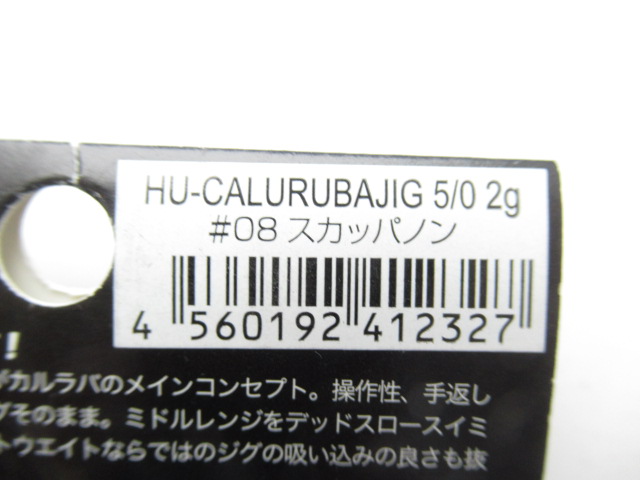 HU-CALURUBAJIG 5/0 2g
#08 スカッパノン
4 560192 412327
!
カルラバのメインコンセプト。操作性、手返し
そのまま。ミドルレンジをデッドスロースイミ
トウエイトならではのジグの吸い込みの良さも抜